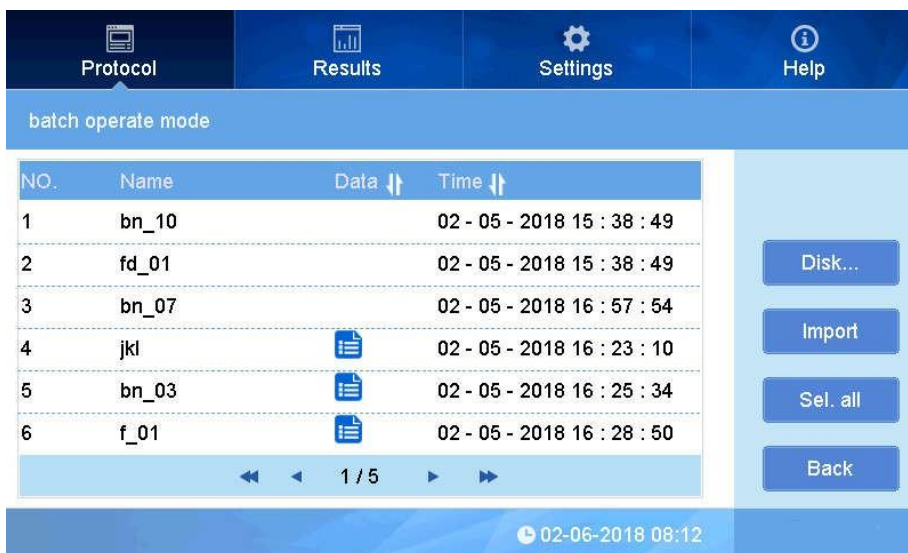 Protocol Results Settings Help
batch operate mode
NO. Name Data Time
1 bn_10 02 - 05 - 2018 15 : 38 : 49
2 fd_01 02 - 05 - 2018 15 : 38 : 49
3 bn_07 02 - 05 - 2018 16 : 57 : 54
4 jkl 02 - 05 - 2018 16 : 23 : 10
5 bn_03 02 - 05 - 2018 16 : 25 : 34
6 f_01 02 - 05 - 2018 16 : 28 : 50
1 / 5
Disk...
Import
Sel. all
Back
02-06-2018 08:12